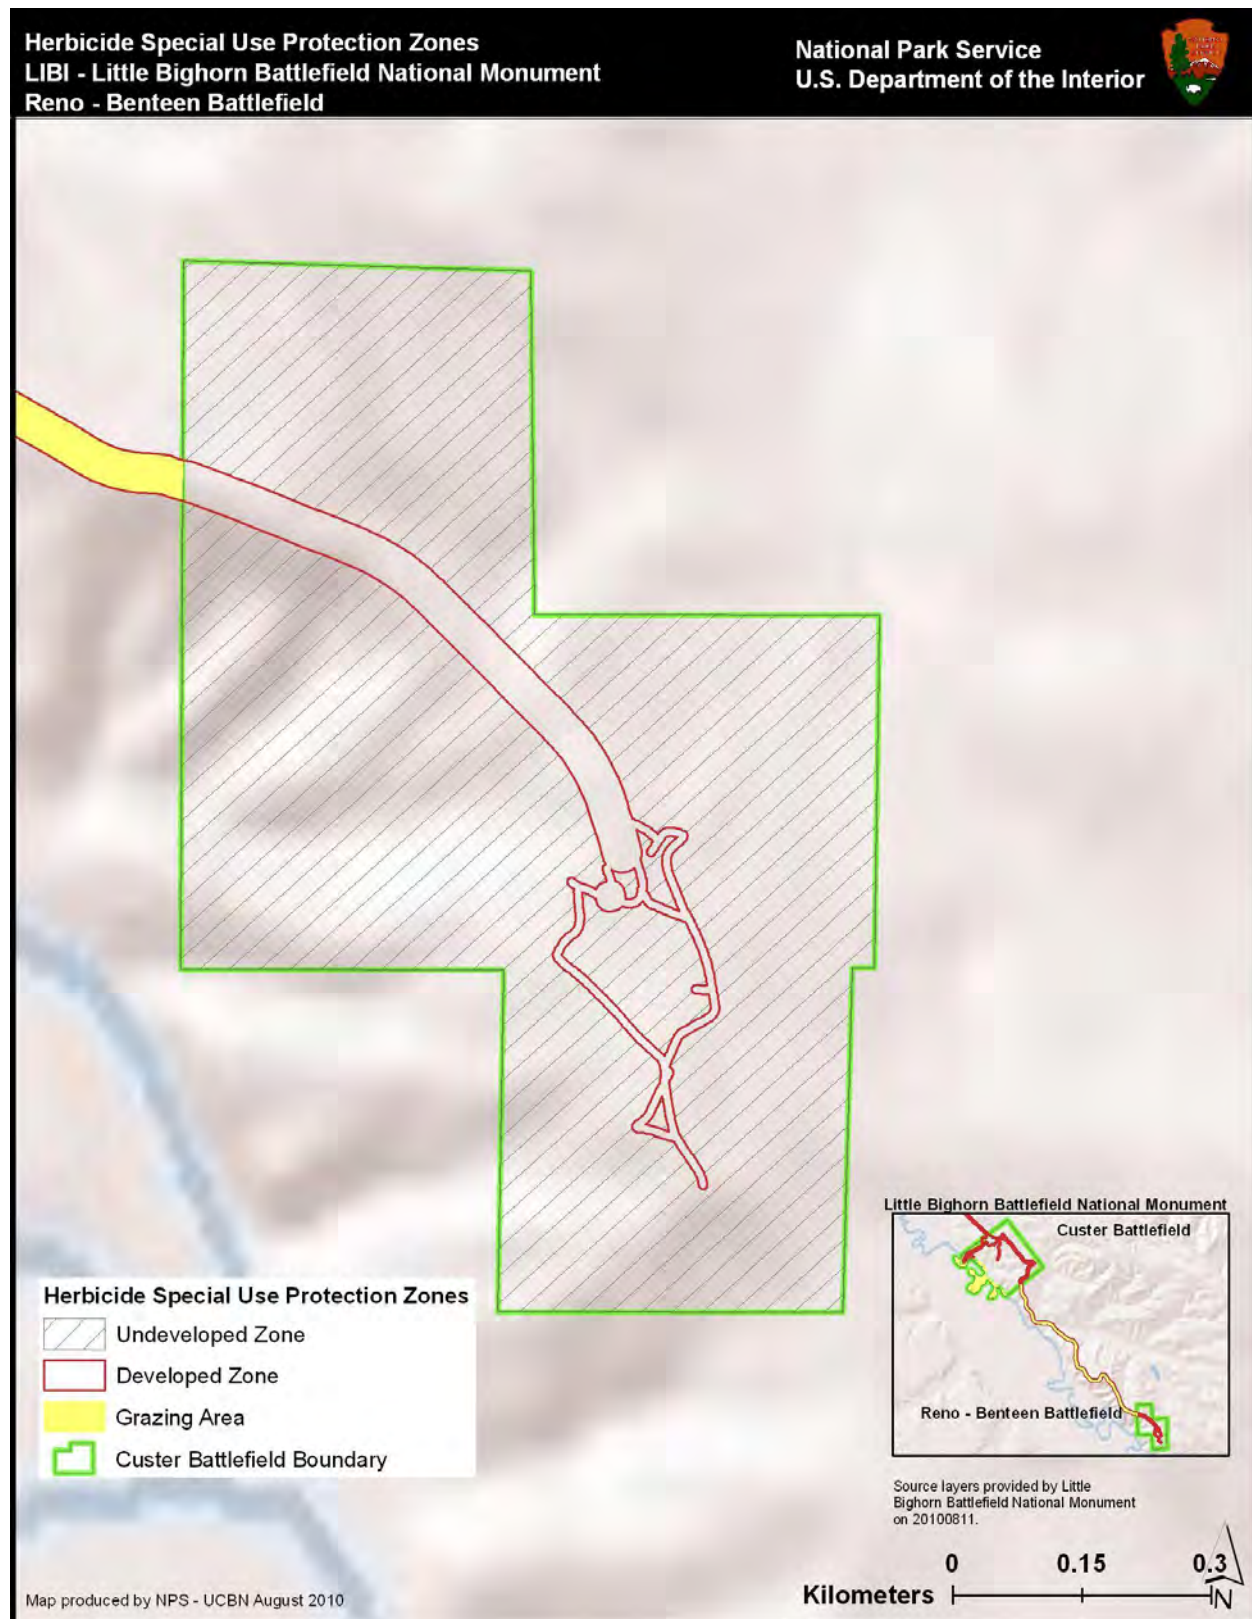 Herbicide Special Use Protection Zones
LIBI - Little Bighorn Battlefield National Monument
Reno - Benteen Battlefield
National Park Service
U.S. Department of the Interior
Little Bighorn Battlefield National Monument
Custer Battlefield
Reno - Benteen Battlefield
Herbicide Special Use Protection Zones
Undeveloped Zone
Developed Zone
Grazing Area
Custer Battlefield Boundary
Source layers provided by Little
Bighorn Battlefield National Monument
on 20100811.
0 0.15 0.3
Kilometers
N
Map produced by NPS - UCBN August 2010